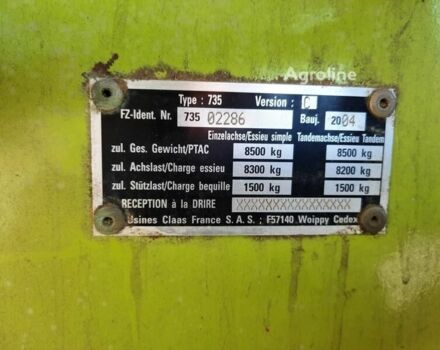 Agroline
Type : 735 Version : C
FZ-Ident. Nr. 735 02286 Bauj. 2004
Einzelachse/Essieu simple Tandemachse/Essieu Tandem
zul. Ges. Gewicht/PTAC 8500 kg 8500 kg
zul. Achslast/Charge essieu 8300 kg 8200 kg
zul. Stützlast/Charge bequille 1500 kg 1500 kg
RECEPTION à la DRIRE XXXXXXXXXXXXXXXXX
Usines Claas France S.A.S. ; F57140 Woippy Cedex